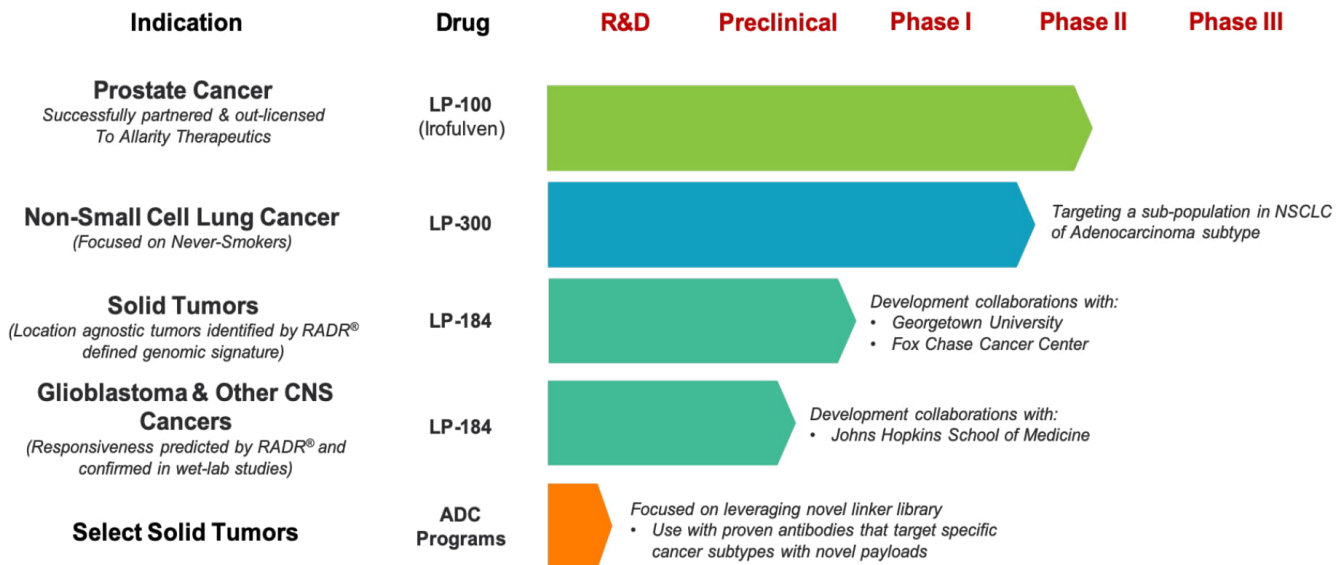 Indication Drug R&D Preclinical Phase I Phase II Phase III
Prostate Cancer
Successfully partnered & out-licensed
To Allarity Therapeutics
LP-100
(Irofulven)
Non-Small Cell Lung Cancer
(Focused on Never-Smokers)
LP-300
Targeting a sub-population in NSCLC
of Adenocarcinoma subtype
Solid Tumors
(Location agnostic tumors identified by RADR®
defined genomic signature)
LP-184
Development collaborations with:
• Georgetown University
• Fox Chase Cancer Center
Glioblastoma & Other CNS
Cancers
(Responsiveness predicted by RADR® and
confirmed in wet-lab studies)
LP-184
Development collaborations with:
• Johns Hopkins School of Medicine
Select Solid Tumors
ADC
Programs
Focused on leveraging novel linker library
• Use with proven antibodies that target specific
cancer subtypes with novel payloads